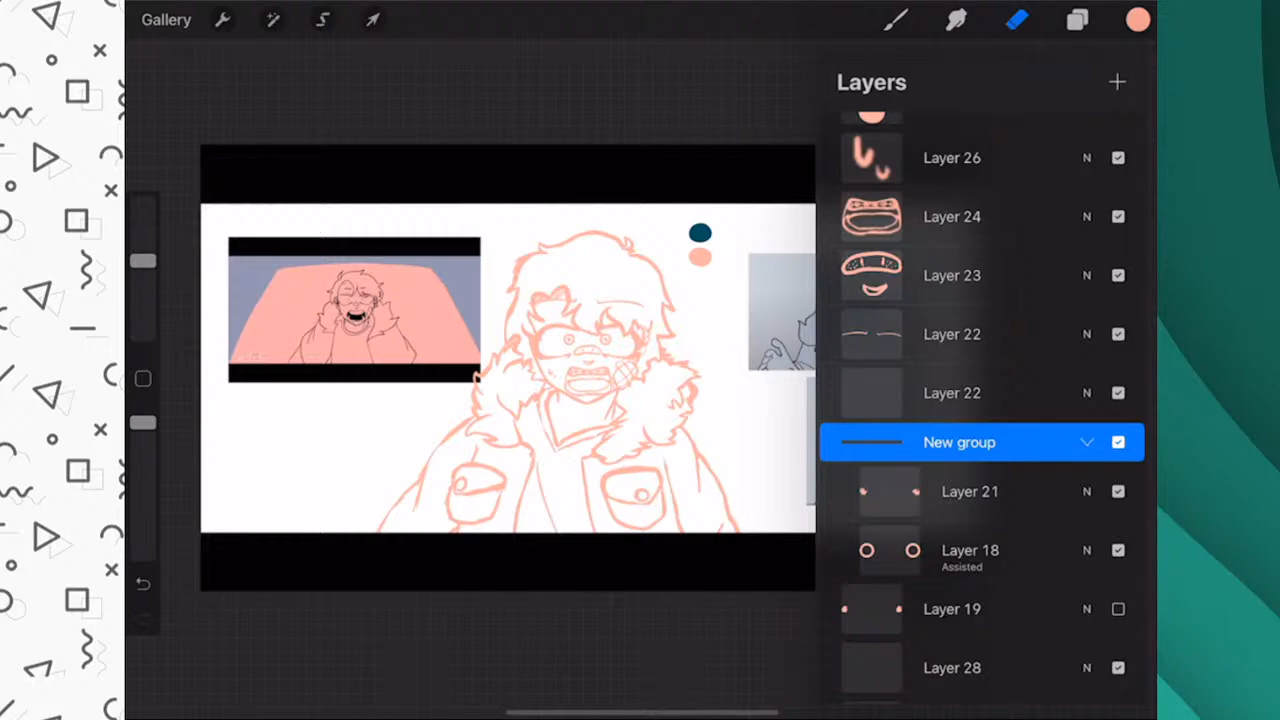 Gallery
Layers
Layer 26 N
Layer 24 N
Layer 23 N
Layer 22 N
Layer 22 N
New group
Layer 21 N
Layer 18 N
Assisted
Layer 19 N
Layer 28 N